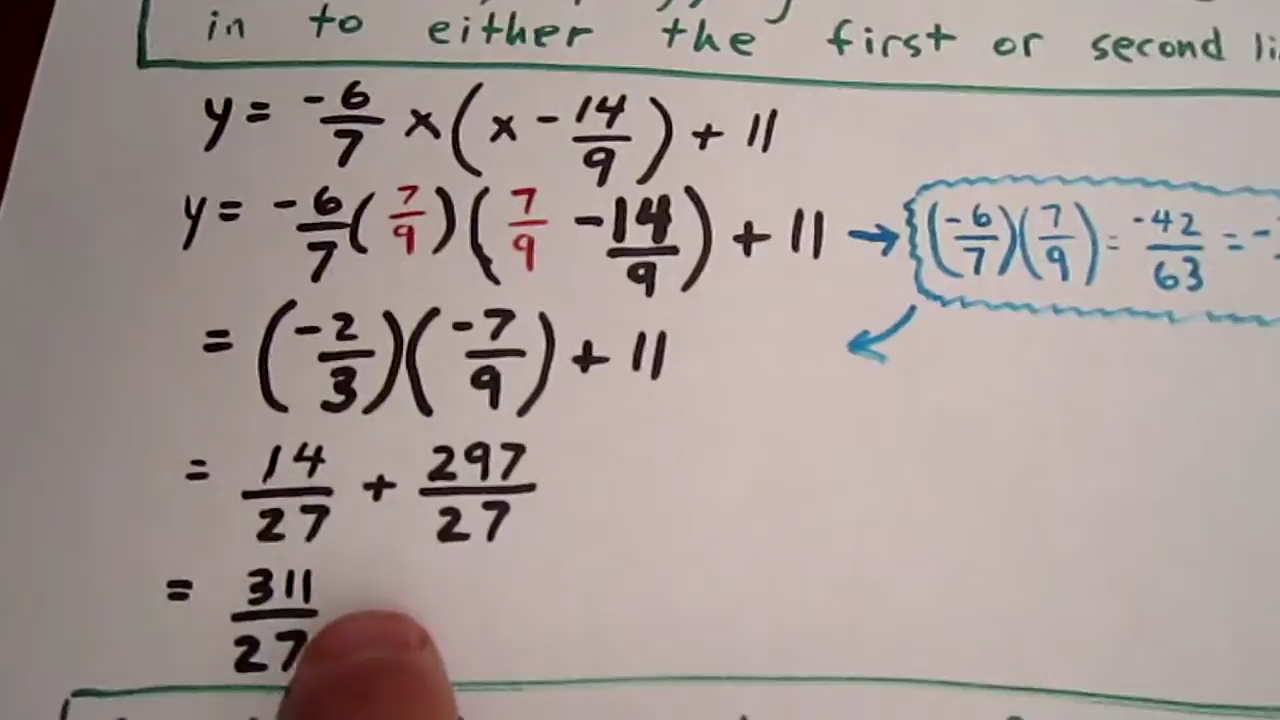 in to either the first or second
y = -6/7 x (x - 14/9) + 11
y = -6/7 (7/9) (7/9 - 14/9) + 11 → (-6/7)(7/9) = -42/63 = -
= (-2/3)(-7/9) + 11
= 14/27 + 297/27
= 311/27